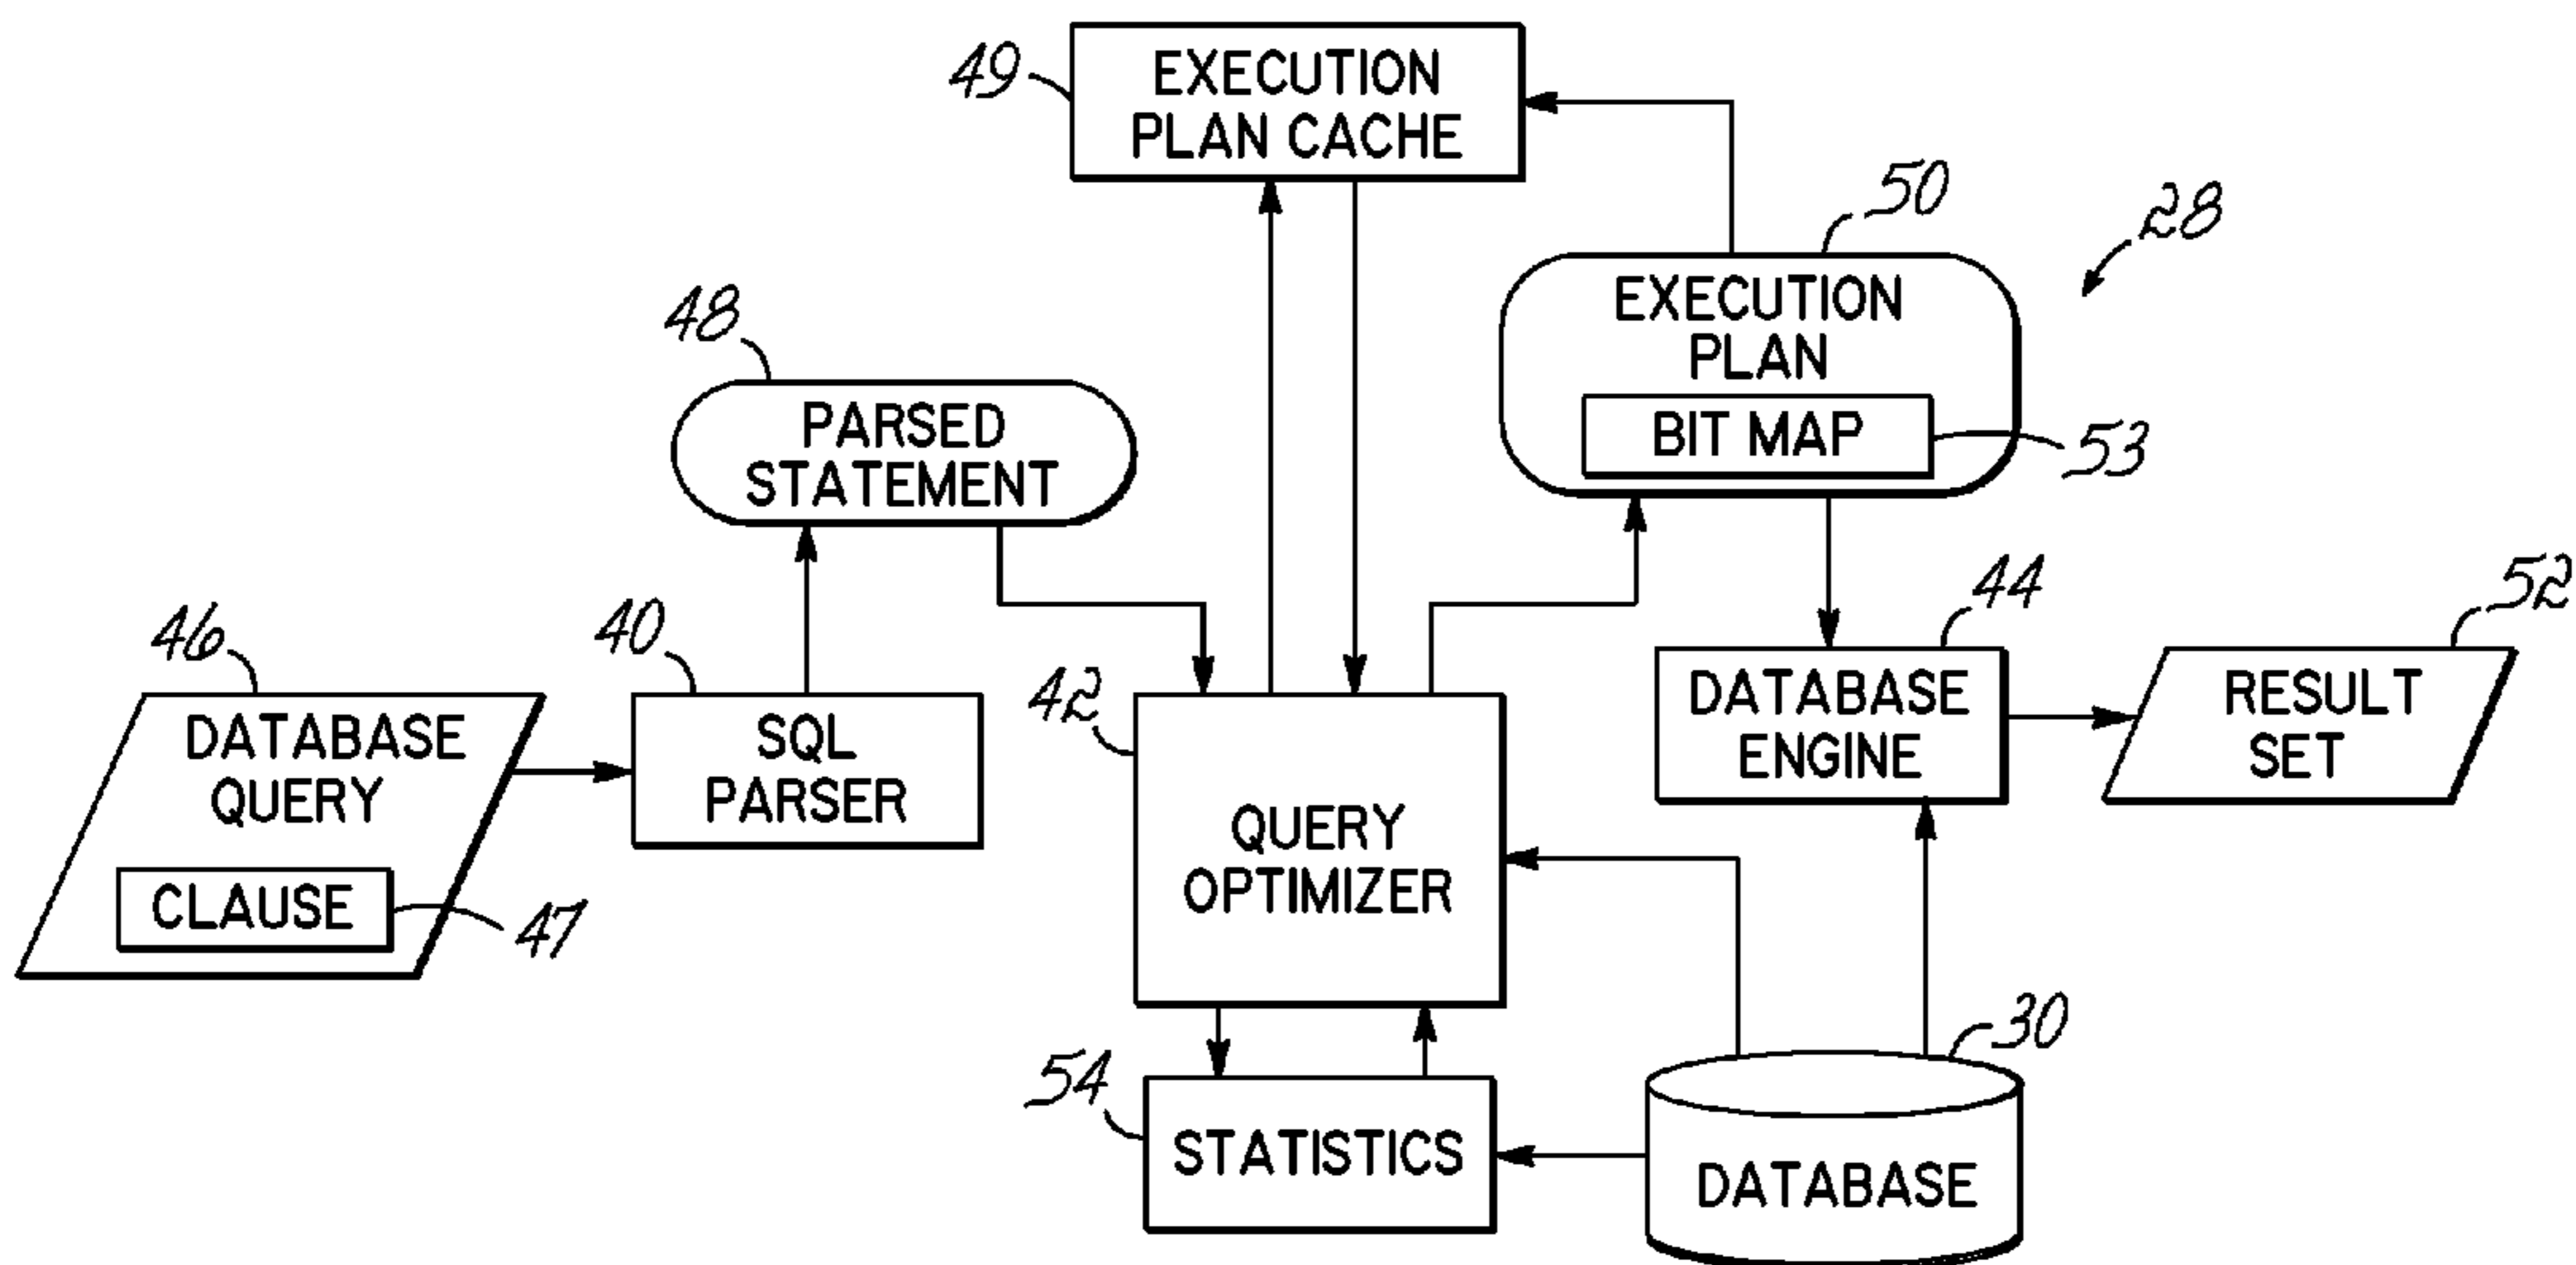 49
EXECUTION
PLAN CACHE
50
28
EXECUTION
PLAN
BIT MAP
53
48
PARSED
STATEMENT
46
DATABASE
QUERY
CLAUSE
47
40
SQL
PARSER
42
QUERY
OPTIMIZER
44
DATABASE
ENGINE
52
RESULT
SET
54
STATISTICS
30
DATABASE